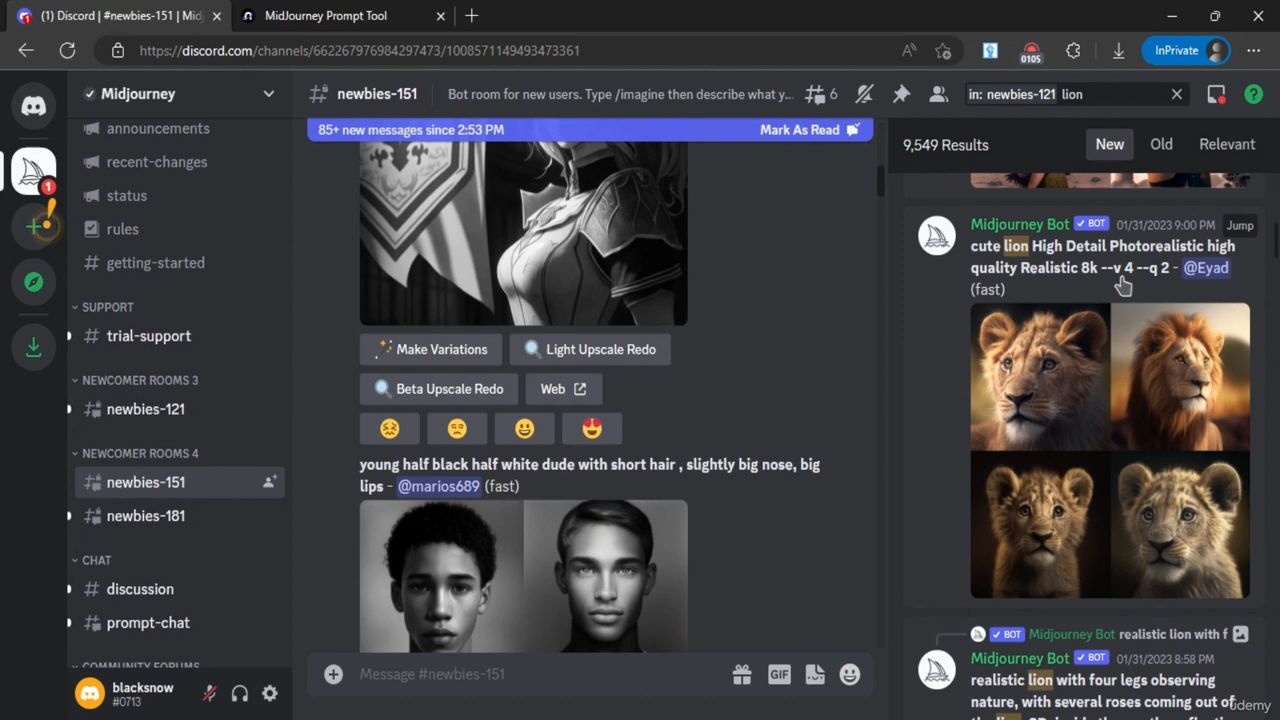 (1) Discord | #newbies-151 | Mid
MidJourney Prompt Tool
https://discord.com/channels/662267976984297473/1008571149493473361
0105
InPrivate
Midjourney
newbies-151
Bot room for new users. Type /imagine then describe what y...
6
in: newbies-121 lion
announcements
recent-changes
status
rules
getting-started
SUPPORT
trial-support
NEWCOMER ROOMS 3
newbies-121
NEWCOMER ROOMS 4
newbies-151
newbies-181
CHAT
discussion
prompt-chat
COMMUNITY FORUMS
blacksnow
#0713
1
85+ new messages since 2:53 PM
Mark As Read
Make Variations
Light Upscale Redo
Beta Upscale Redo
Web
young half black half white dude with short hair , slightly big nose, big
lips - @marios689 (fast)
Message #newbies-151
GIF
9,549 Results
New
Old
Relevant
Midjourney Bot BOT 01/31/2023 9:00 PM Jump
cute lion High Detail Photorealistic high
quality Realistic 8k --v 4 --q 2 - @Eyad
(fast)
BOT Midjourney Bot realistic lion with f
Midjourney Bot BOT 01/31/2023 8:58 PM
realistic lion with four legs observing
nature, with several roses coming out of
Udemy